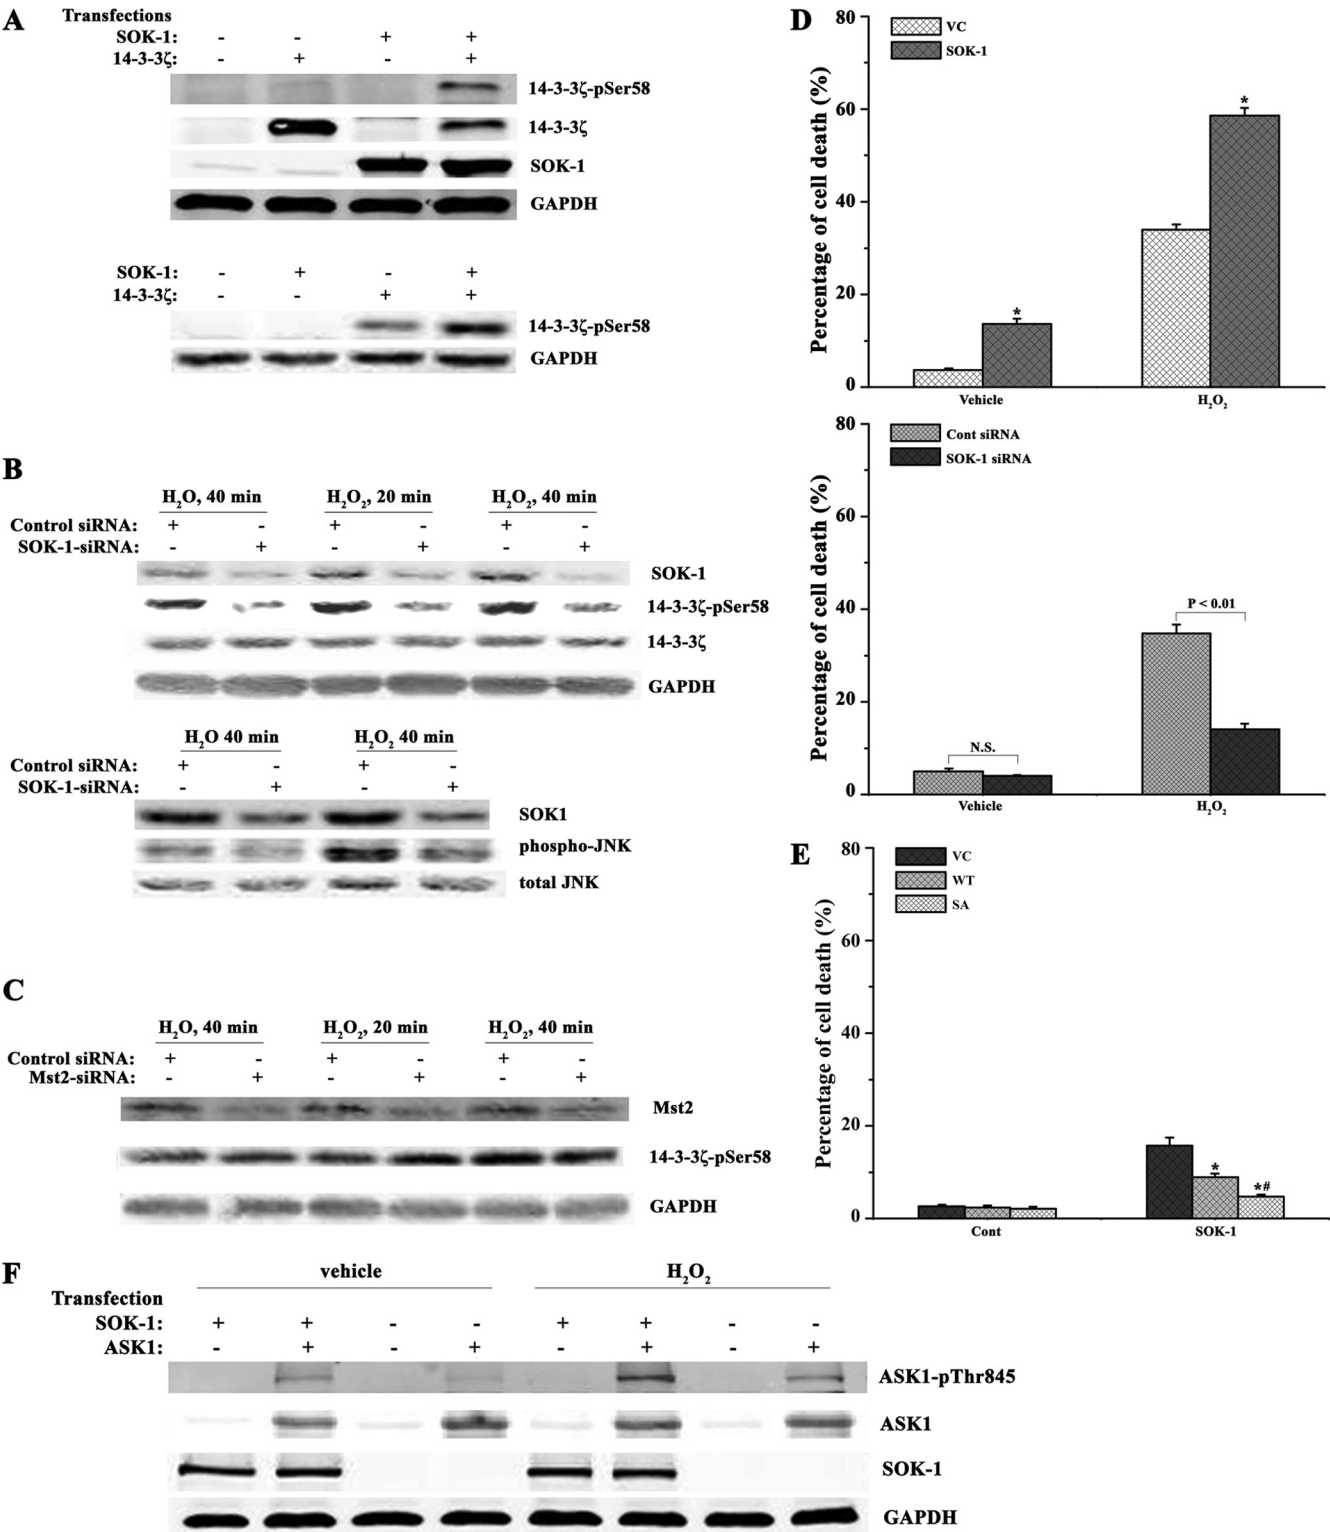 A
Transfections
SOK-1: - - + +
14-3-3ζ: - + - +
14-3-3ζ-pSer58
14-3-3ζ
SOK-1
GAPDH
SOK-1: - + - +
14-3-3ζ: - - + +
14-3-3ζ-pSer58
GAPDH
B
H₂O, 40 min H₂O₂, 20 min H₂O₂, 40 min
Control siRNA: + - + - + -
SOK-1-siRNA: - + - + - +
SOK-1
14-3-3ζ-pSer58
14-3-3ζ
GAPDH
H₂O 40 min H₂O₂ 40 min
Control siRNA: + - + -
SOK-1-siRNA: - + - +
SOK1
phospho-JNK
total JNK
C
H₂O, 40 min H₂O₂, 20 min H₂O₂, 40 min
Control siRNA: + - + - + -
Mst2-siRNA: - + - + - +
Mst2
14-3-3ζ-pSer58
GAPDH
D
Percentage of cell death (%)
80
60
40
20
0
VC
SOK-1
*
*
Vehicle H₂O₂
Percentage of cell death (%)
80
60
40
20
0
Cont siRNA
SOK-1 siRNA
P < 0.01
N.S.
Vehicle H₂O₂
E
Percentage of cell death (%)
80
60
40
20
0
VC
WT
SA
*
*#
Cont SOK-1
F
vehicle H₂O₂
Transfection
SOK-1: + + - - + + - -
ASK1: - + - + - + - +
ASK1-pThr845
ASK1
SOK-1
GAPDH